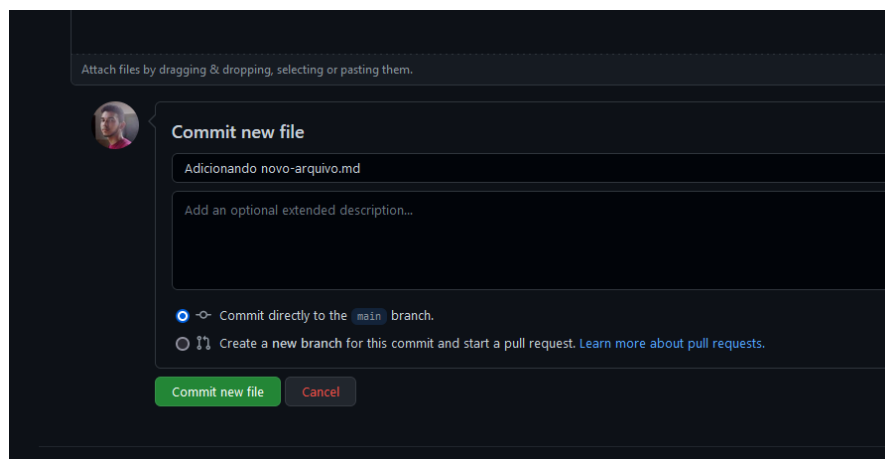 Attach files by dragging & dropping, selecting or pasting them.
Commit new file
Adicionando novo-arquivo.md
Add an optional extended description...
Commit directly to the main branch.
Create a new branch for this commit and start a pull request. Learn more about pull requests.
Commit new file Cancel